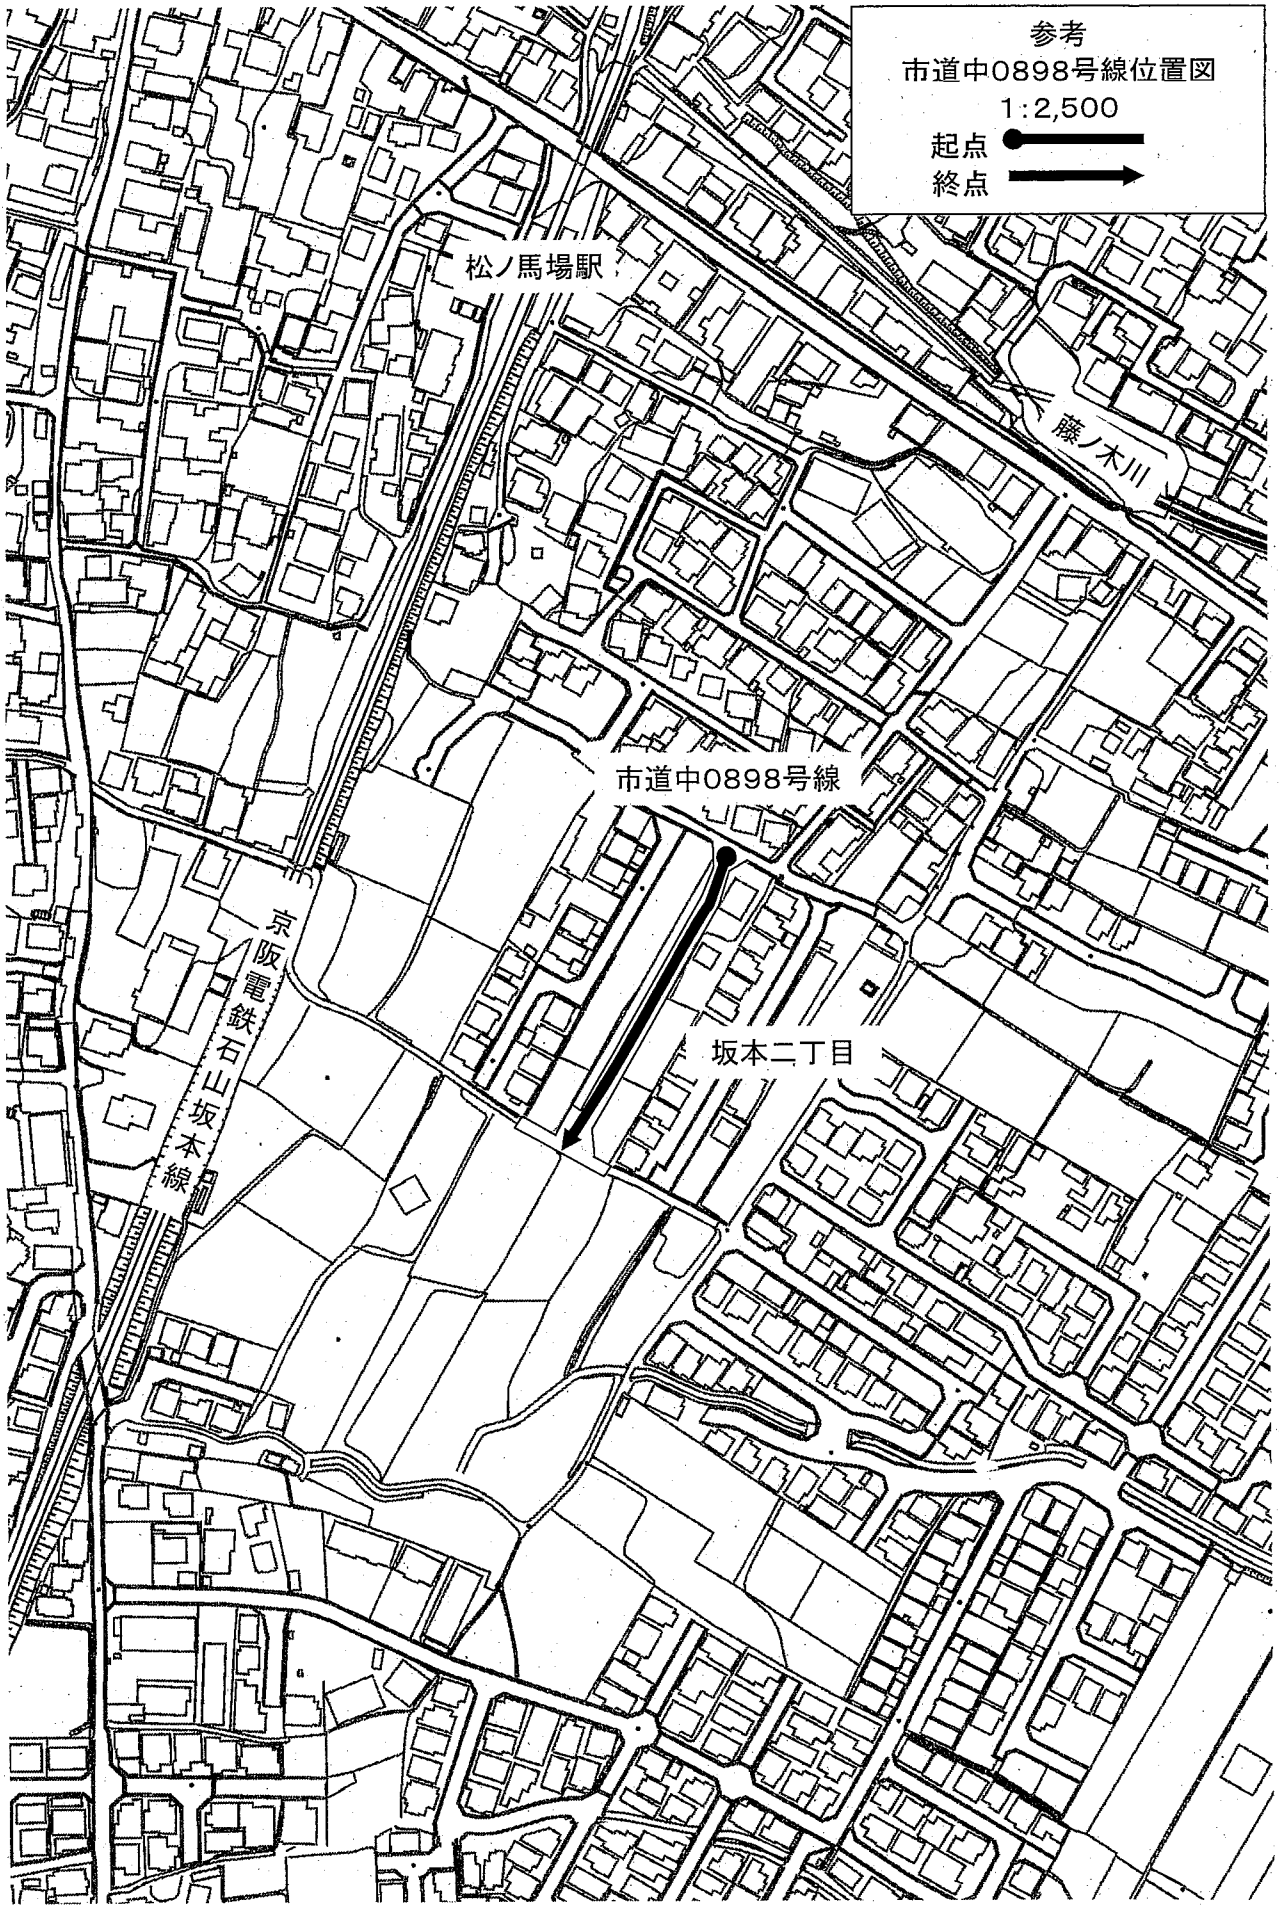 参考
市道中0898号線位置図
1:2,500
起点
終点
松ノ馬場駅
藤ノ木川
市道中0898号線
京阪電鉄石山坂本線
坂本二丁目